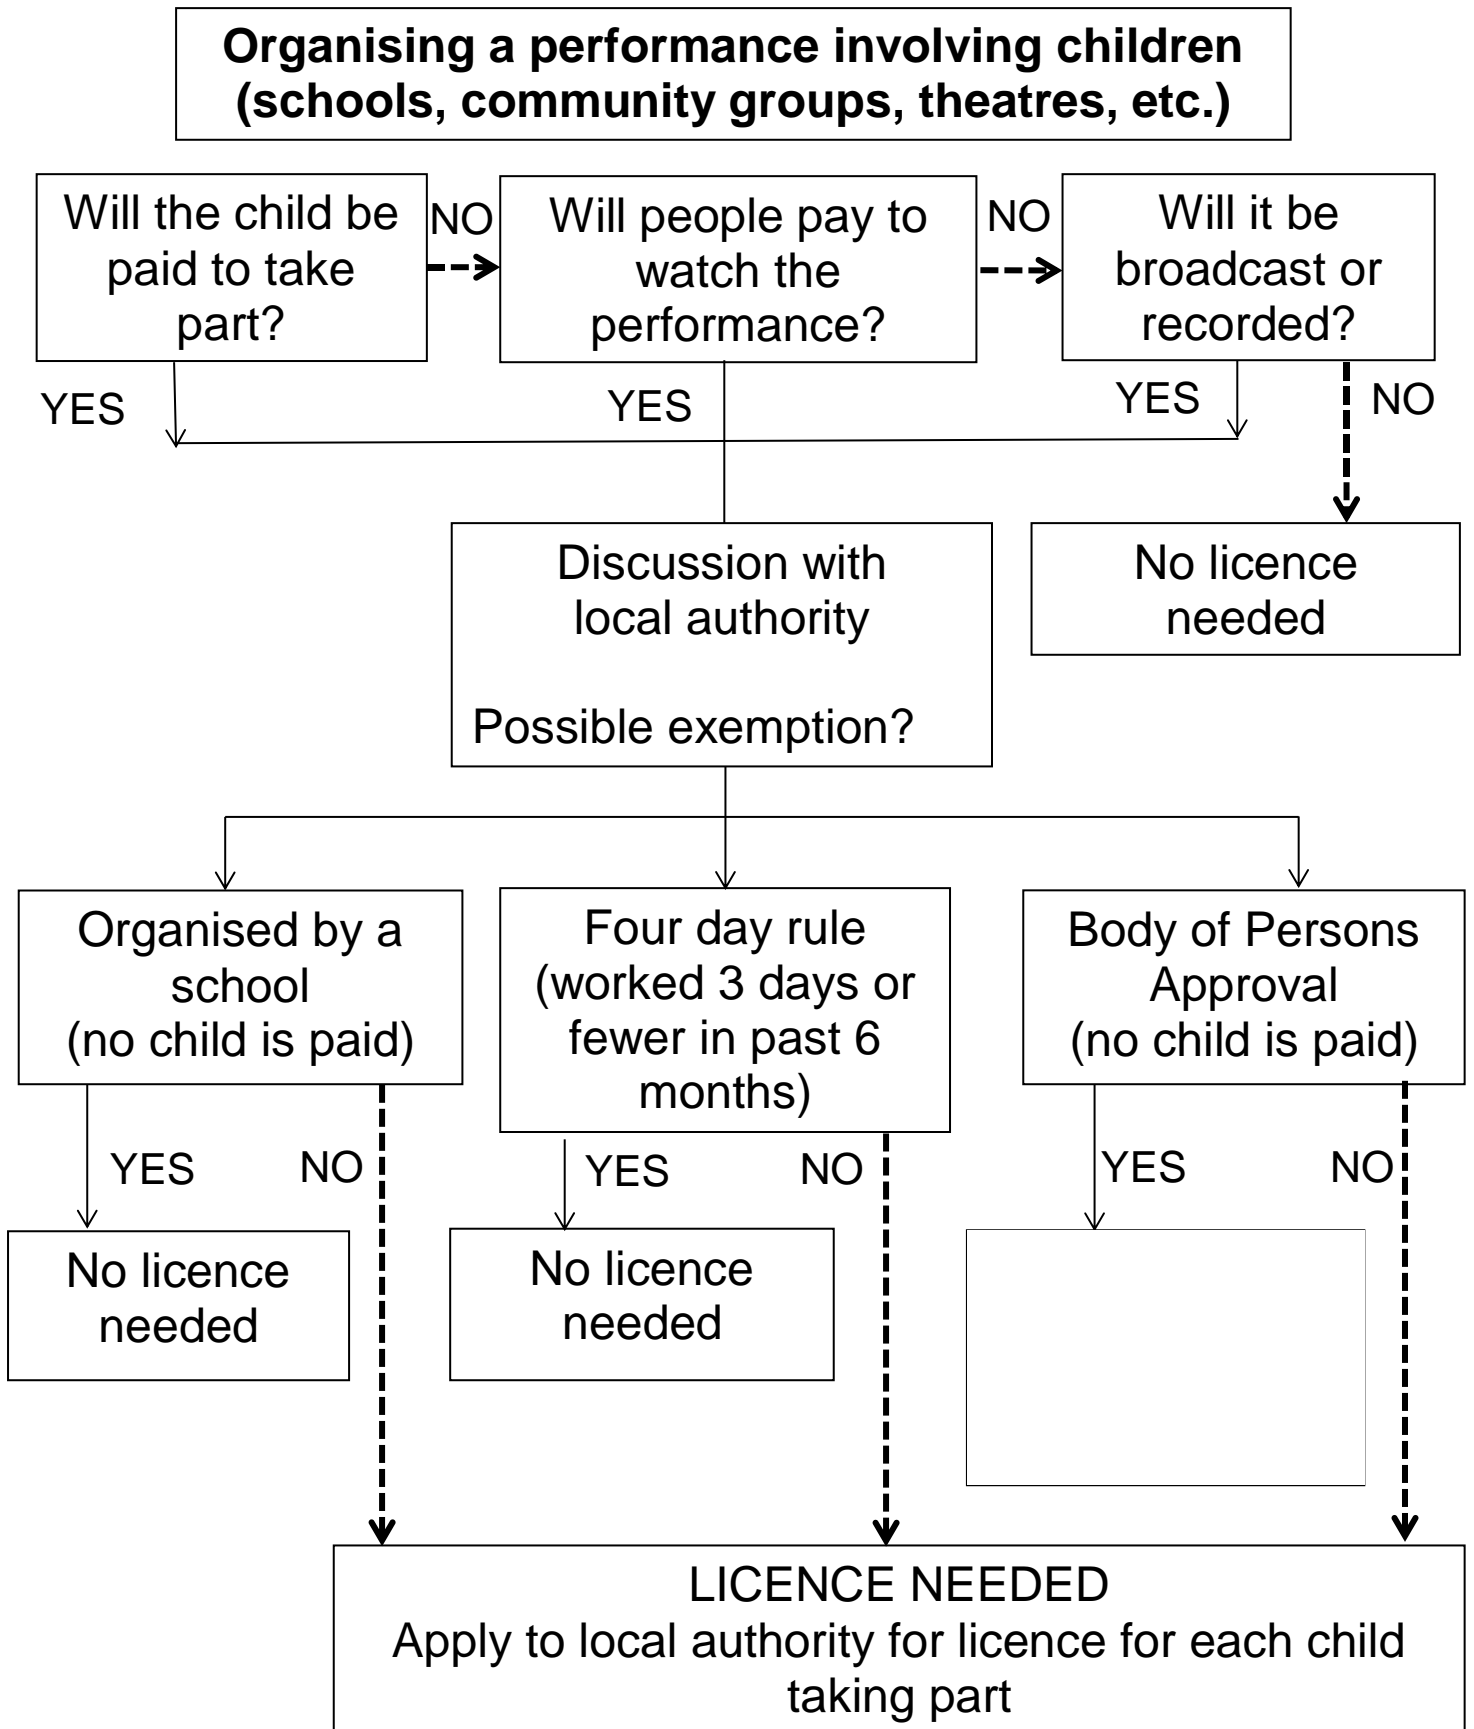 Organising a performance involving children
(schools, community groups, theatres, etc.)
Will the child be
paid to take
part?
NO
Will people pay to
watch the
performance?
NO
Will it be
broadcast or
recorded?
YES
YES
YES
NO
Discussion with
local authority
Possible exemption?
No licence
needed
Organised by a
school
(no child is paid)
Four day rule
(worked 3 days or
fewer in past 6
months)
Body of Persons
Approval
(no child is paid)
YES
NO
YES
NO
YES
NO
No licence
needed
No licence
needed
LICENCE NEEDED
Apply to local authority for licence for each child
taking part